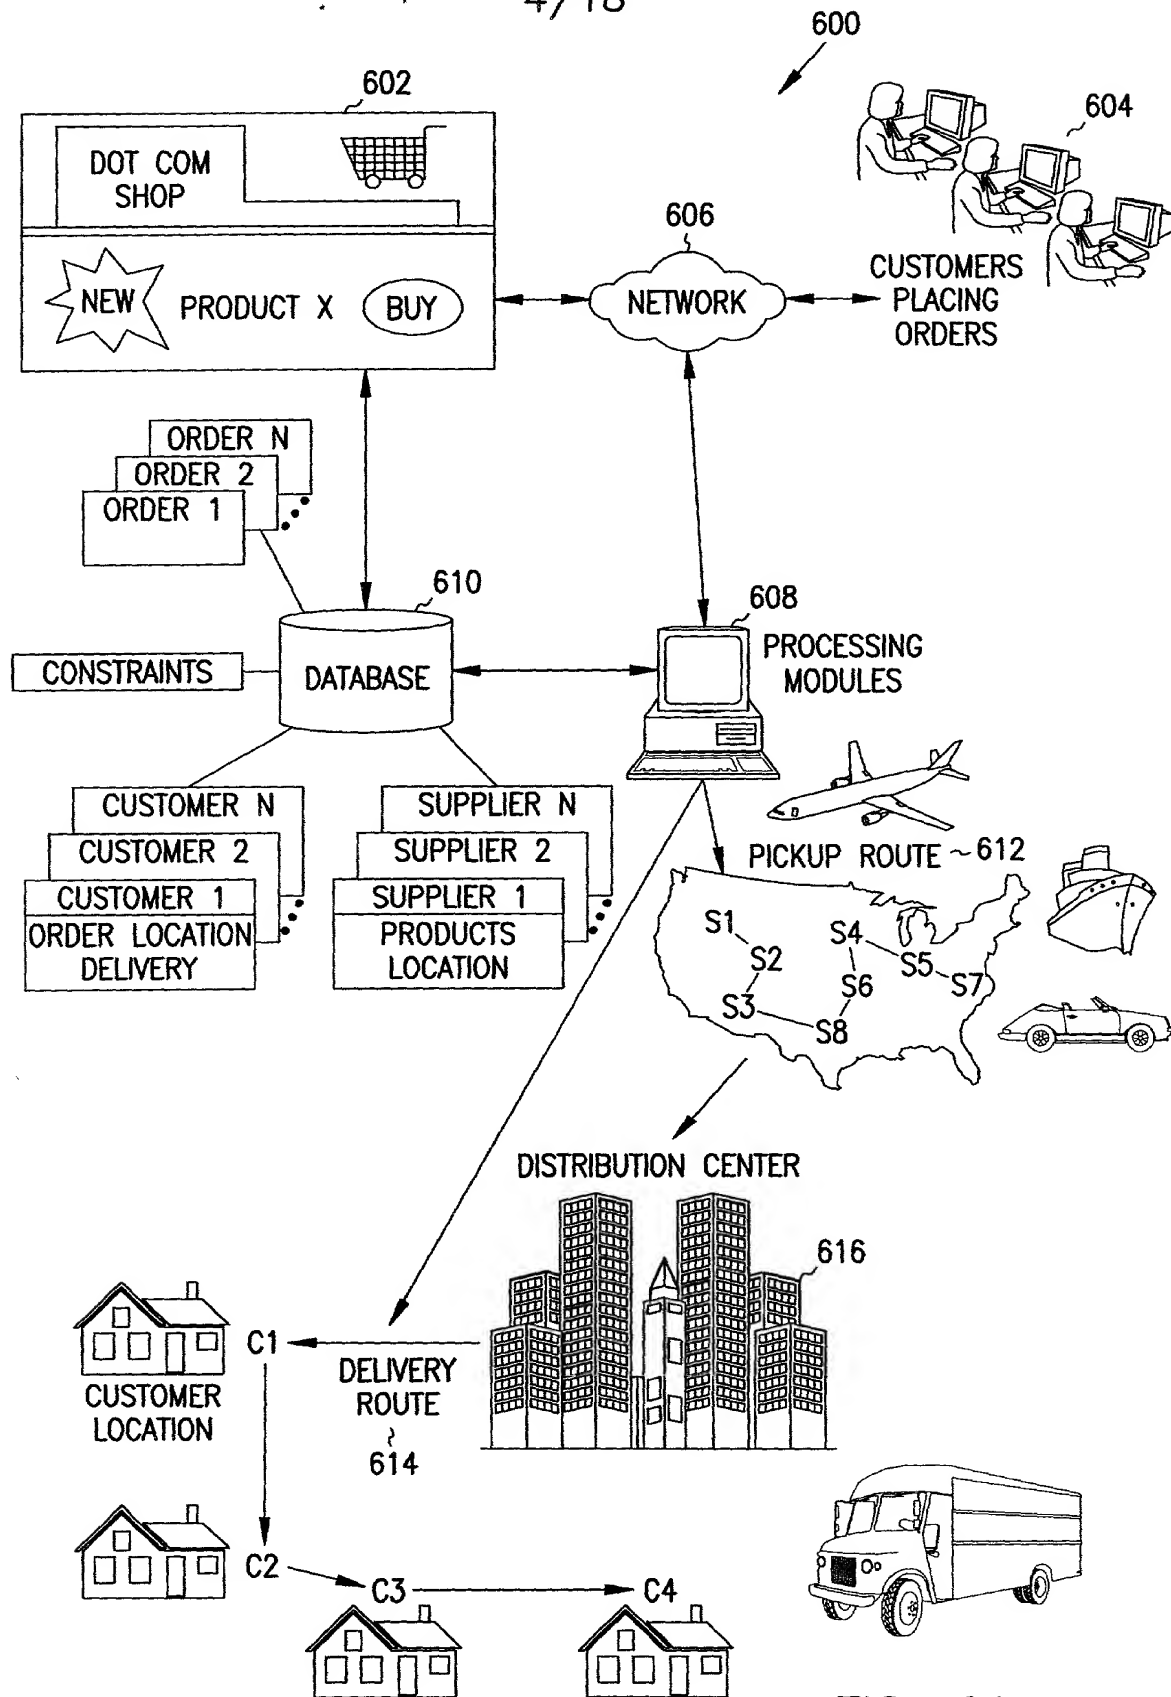 4/18
600
602
604
DOT COM
SHOP
606
NEW
PRODUCT X
BUY
NETWORK
CUSTOMERS
PLACING
ORDERS
ORDER N
ORDER 2
ORDER 1
610
608
CONSTRAINTS
DATABASE
PROCESSING
MODULES
CUSTOMER N
CUSTOMER 2
CUSTOMER 1
ORDER LOCATION
DELIVERY
SUPPLIER N
SUPPLIER 2
SUPPLIER 1
PRODUCTS
LOCATION
PICKUP ROUTE
612
S1
S2
S3
S4
S5
S6
S7
S8
DISTRIBUTION CENTER
616
C1
CUSTOMER
LOCATION
DELIVERY
ROUTE
614
C2
C3
C4